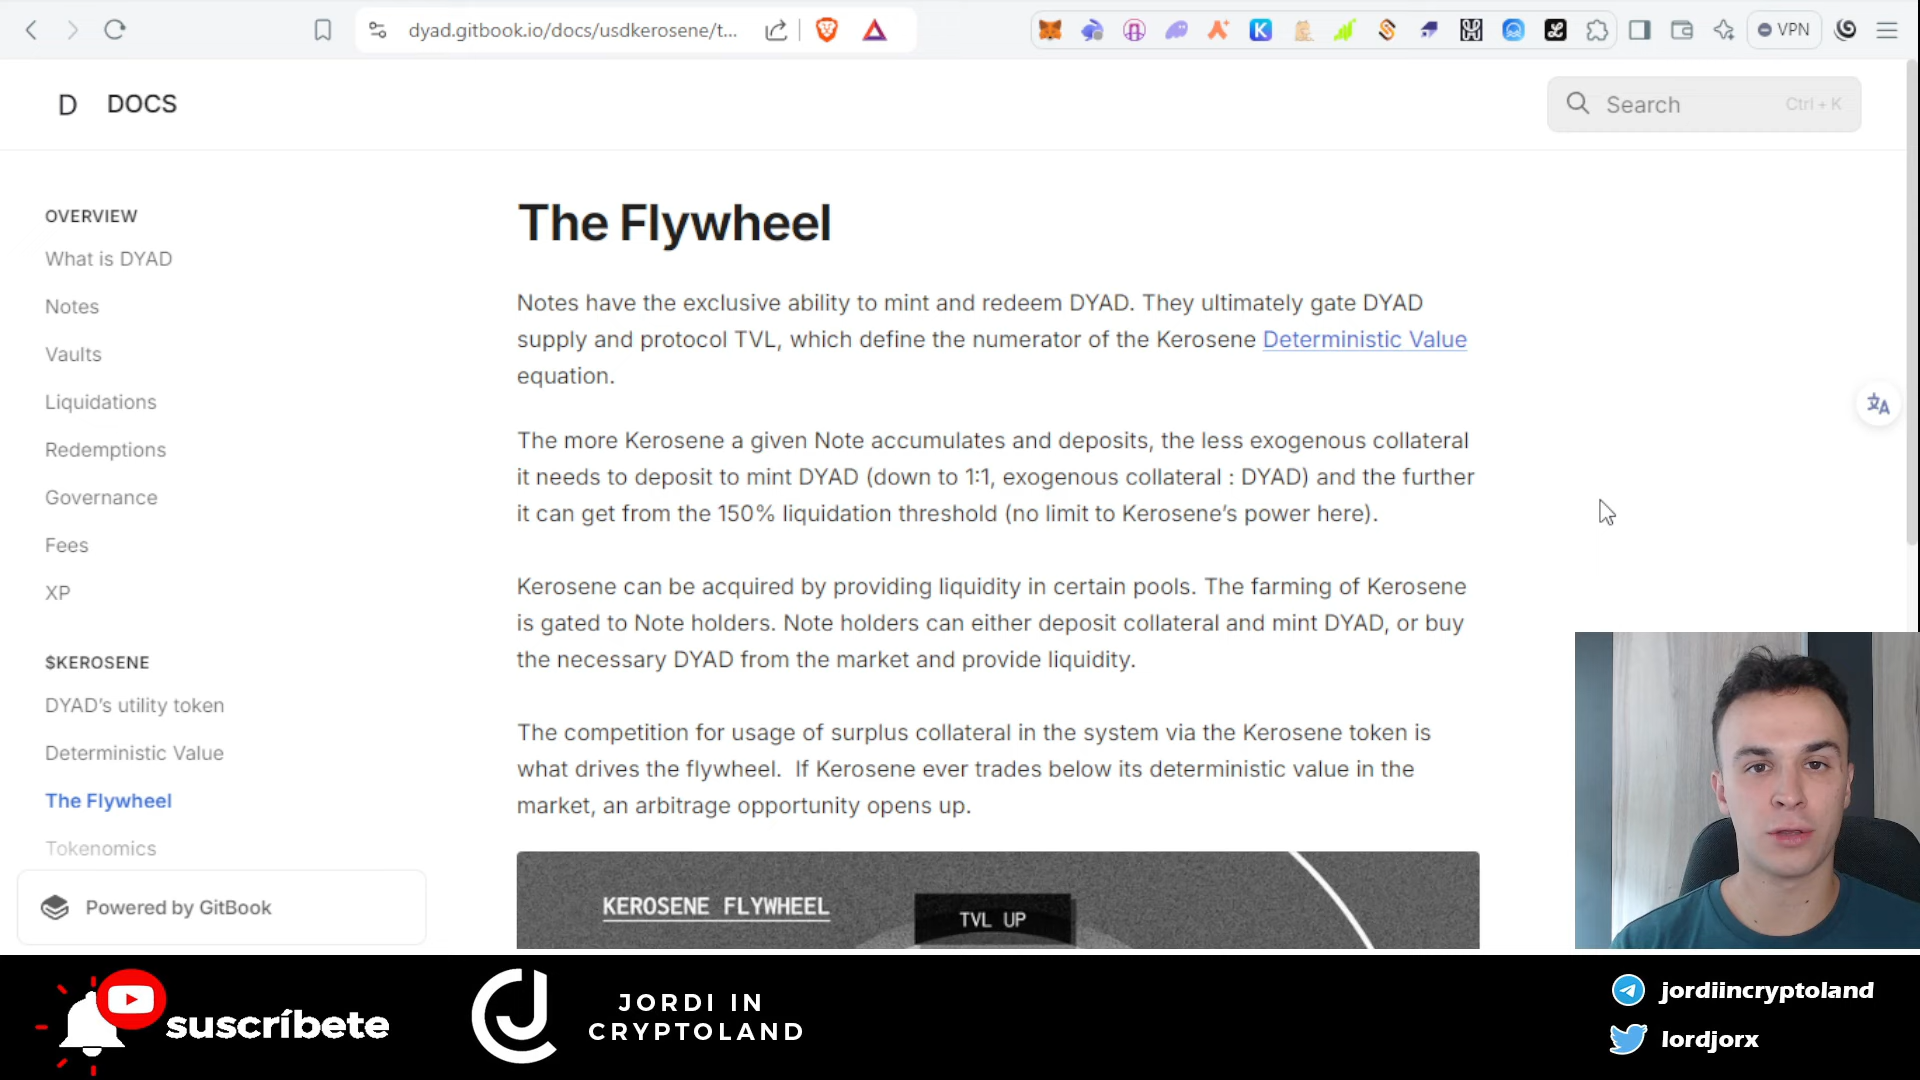 dyad.gitbook.io/docs/usdkerosene/t...
VPN
D DOCS
Search Ctrl + K
OVERVIEW
What is DYAD
Notes
Vaults
Liquidations
Redemptions
Governance
Fees
XP
$KEROSENE
DYAD’s utility token
Deterministic Value
The Flywheel
Tokenomics
Powered by GitBook
The Flywheel
Notes have the exclusive ability to mint and redeem DYAD. They ultimately gate DYAD
supply and protocol TVL, which define the numerator of the Kerosene Deterministic Value
equation.
The more Kerosene a given Note accumulates and deposits, the less exogenous collateral
it needs to deposit to mint DYAD (down to 1:1, exogenous collateral : DYAD) and the further
it can get from the 150% liquidation threshold (no limit to Kerosene’s power here).
Kerosene can be acquired by providing liquidity in certain pools. The farming of Kerosene
is gated to Note holders. Note holders can either deposit collateral and mint DYAD, or buy
the necessary DYAD from the market and provide liquidity.
The competition for usage of surplus collateral in the system via the Kerosene token is
what drives the flywheel.  If Kerosene ever trades below its deterministic value in the
market, an arbitrage opportunity opens up.
KEROSENE FLYWHEEL
TVL UP
suscríbete
JORDI IN
CRYPTOLAND
jordiincryptoland
lordjorx